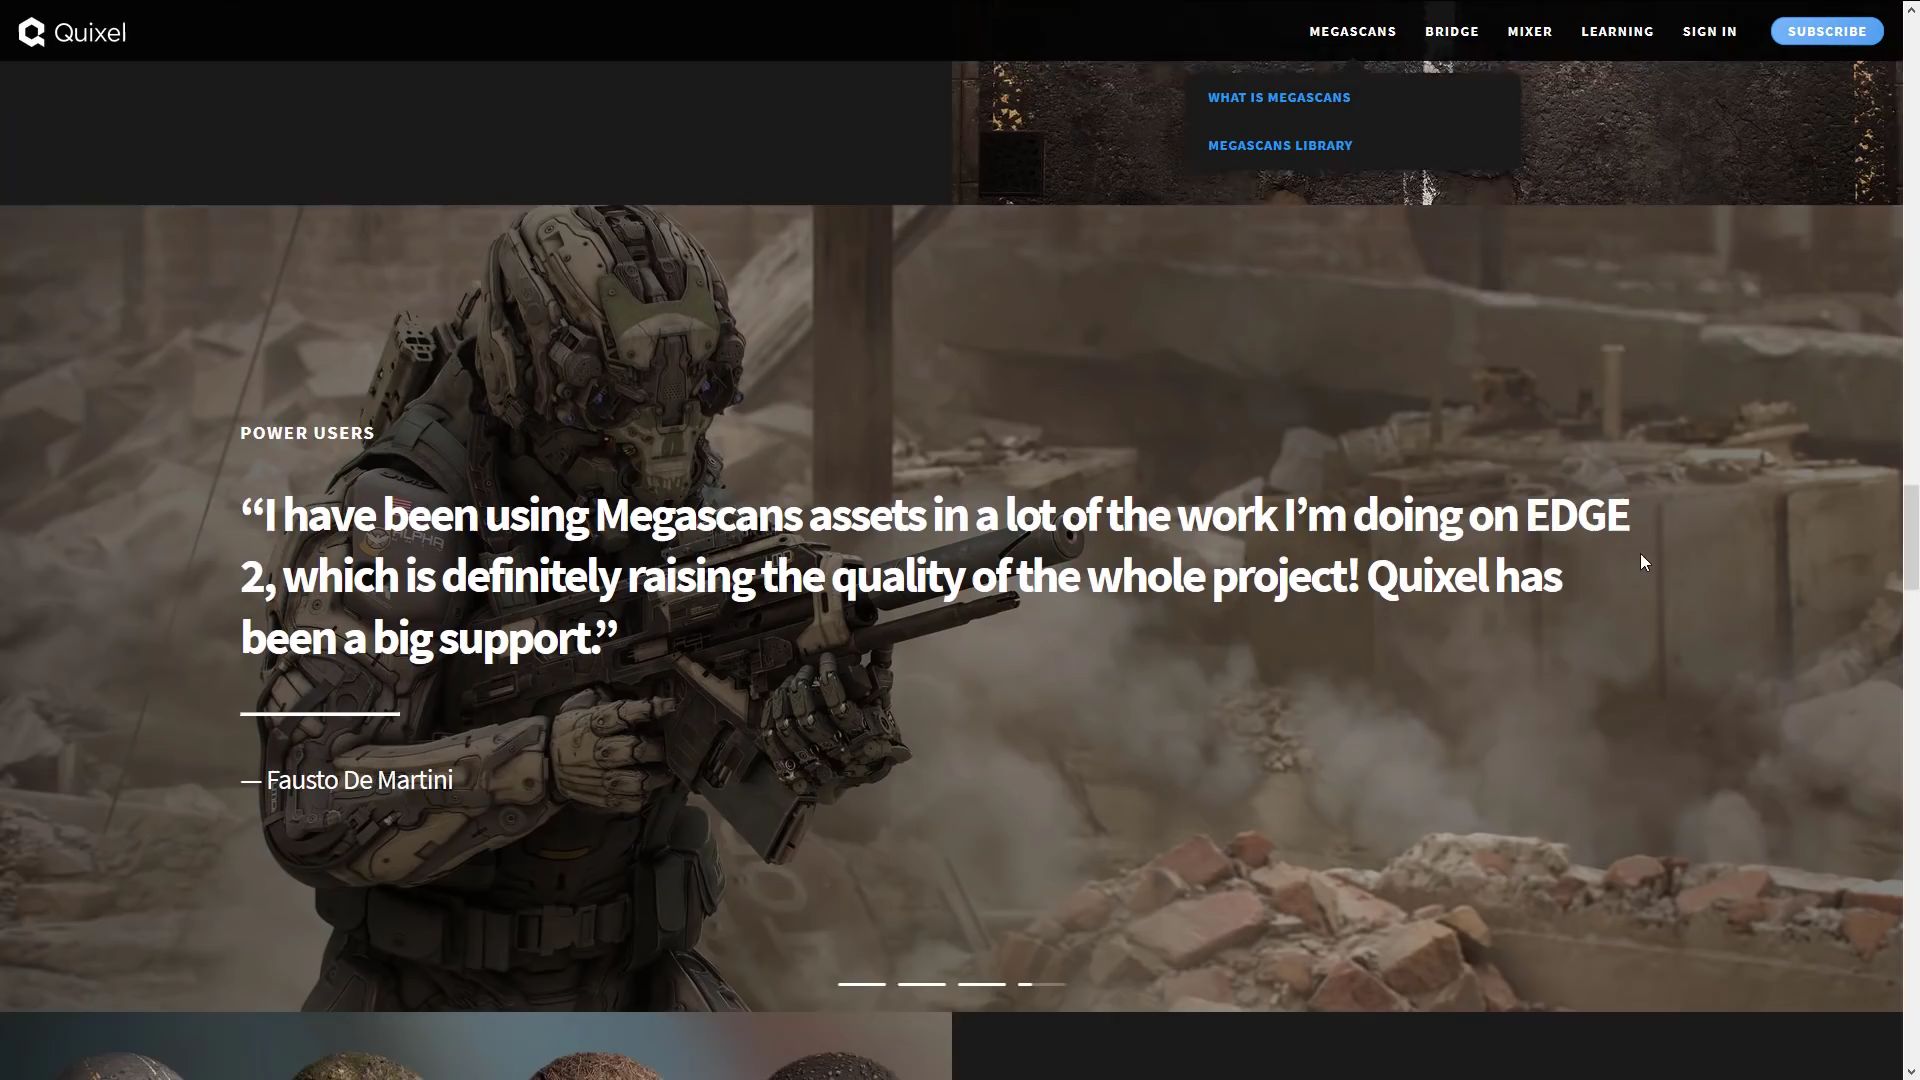 Quixel
MEGASCANS BRIDGE MIXER LEARNING SIGN IN SUBSCRIBE
WHAT IS MEGASCANS
MEGASCANS LIBRARY
POWER USERS
“I have been using Megascans assets in a lot of the work I’m doing on EDGE
2, which is definitely raising the quality of the whole project! Quixel has
been a big support.”
— Fausto De Martini
ALPHA